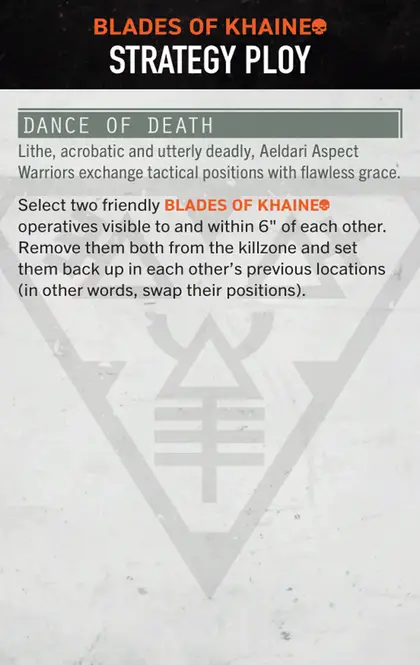 BLADES OF KHAINE
STRATEGY PLOY
DANCE OF DEATH
Lithe, acrobatic and utterly deadly, Aeldari Aspect
Warriors exchange tactical positions with flawless grace.
Select two friendly BLADES OF KHAINE
operatives visible to and within 6" of each other.
Remove them both from the killzone and set
them back up in each other’s previous locations
(in other words, swap their positions).